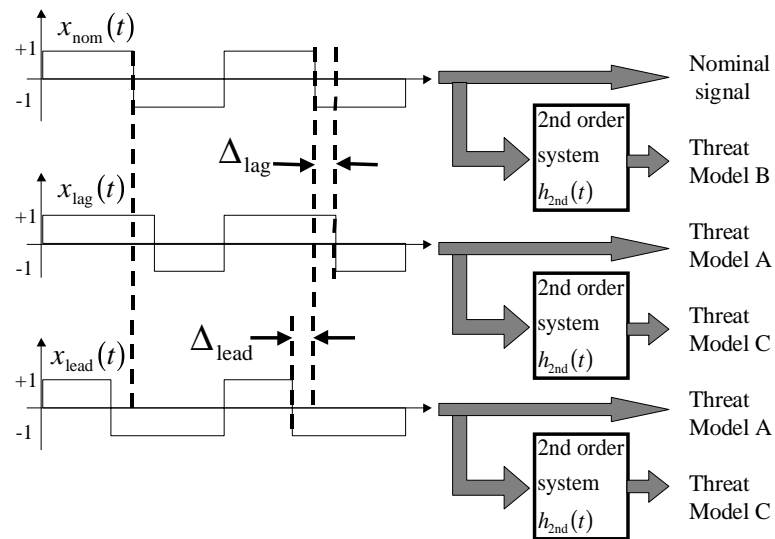 x_nom(t)
+1
-1
Nominal
signal
2nd order
system
h_2nd(t)
Threat
Model B
Δ_lag
x_lag(t)
+1
-1
Threat
Model A
2nd order
system
h_2nd(t)
Threat
Model C
Δ_lead
x_lead(t)
+1
-1
Threat
Model A
2nd order
system
h_2nd(t)
Threat
Model C